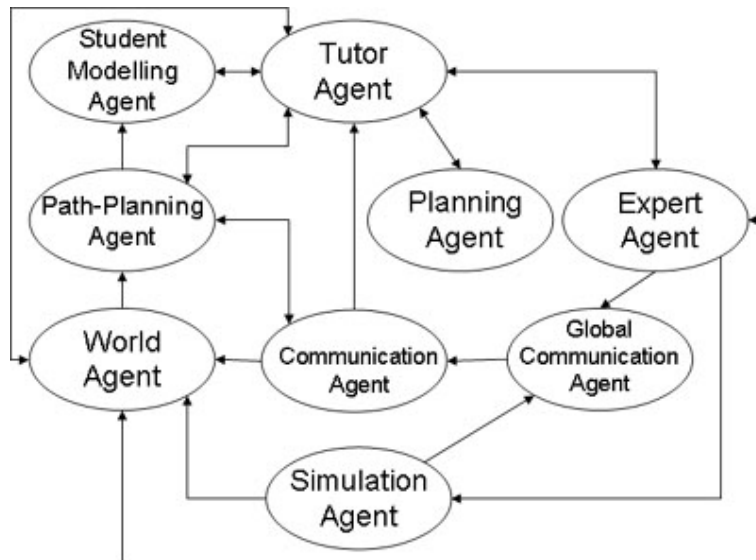 Student
Modelling
Agent
Tutor
Agent
Path-Planning
Agent
Planning
Agent
Expert
Agent
World
Agent
Communication
Agent
Global
Communication
Agent
Simulation
Agent